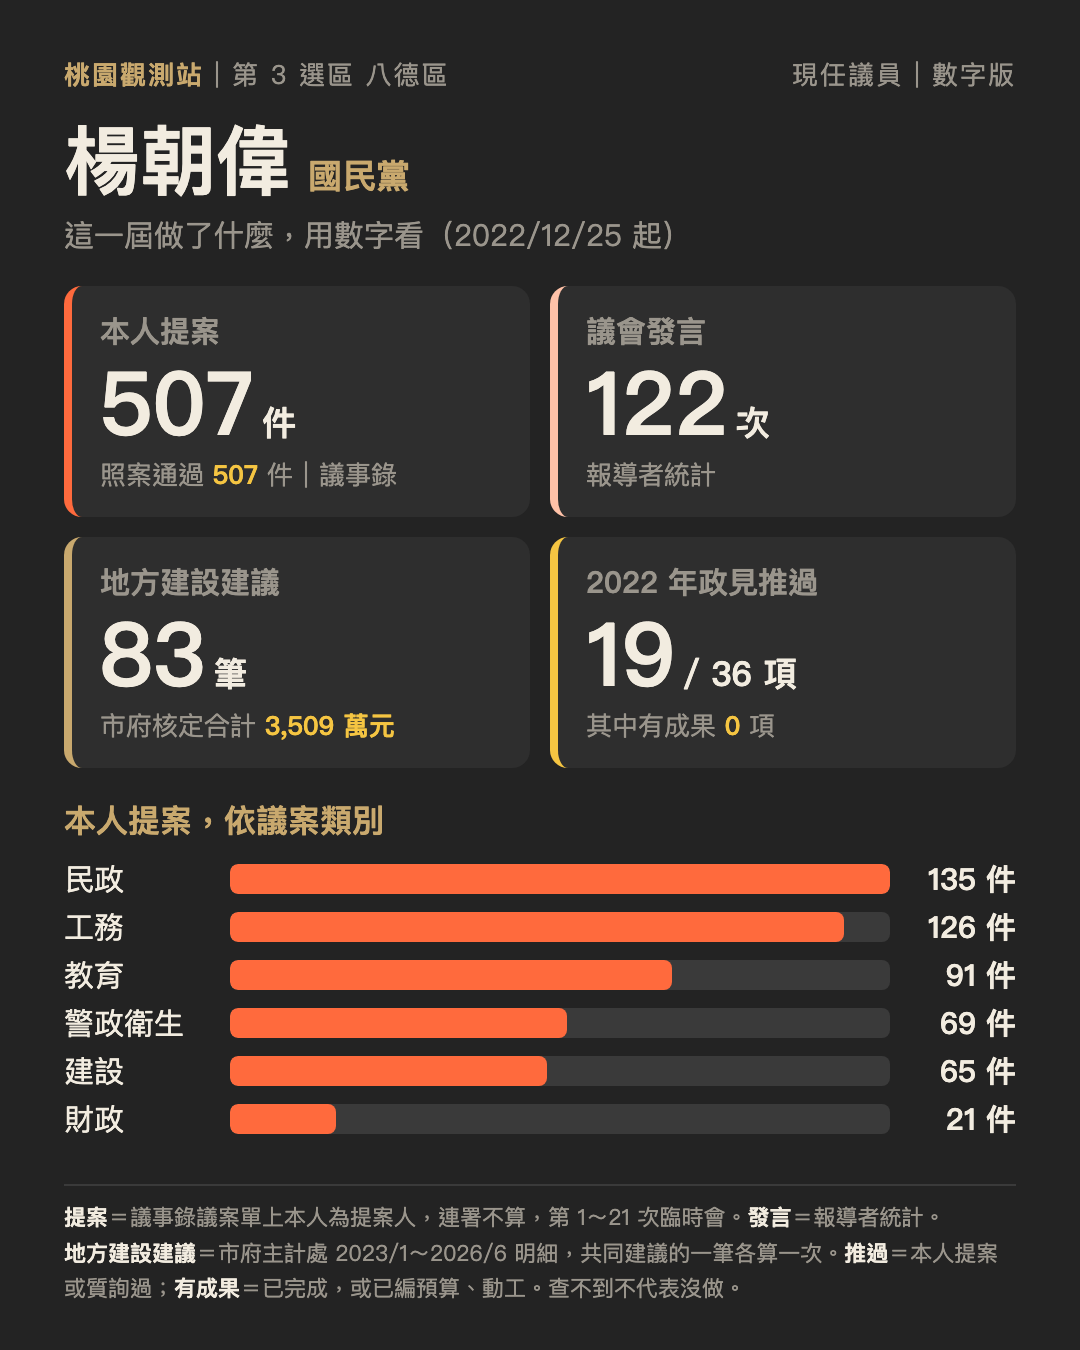 桃園觀測站｜第 3 選區 八德區
現任議員｜數字版
楊朝偉 國民黨
這一屆做了什麼，用數字看（2022/12/25 起）
本人提案
507 件
照案通過 507 件｜議事錄
議會發言
122 次
報導者統計
地方建設建議
83 筆
市府核定合計 3,509 萬元
2022 年政見推過
19 / 36 項
其中有成果 0 項
本人提案，依議案類別
民政 135 件
工務 126 件
教育 91 件
警政衛生 69 件
建設 65 件
財政 21 件
提案＝議事錄議案單上本人為提案人，連署不算，第 1～21 次臨時會。發言＝報導者統計。
地方建設建議＝市府主計處 2023/1～2026/6 明細，共同建議的一筆各算一次。推過＝本人提案
或質詢過；有成果＝已完成，或已編預算、動工。查不到不代表沒做。